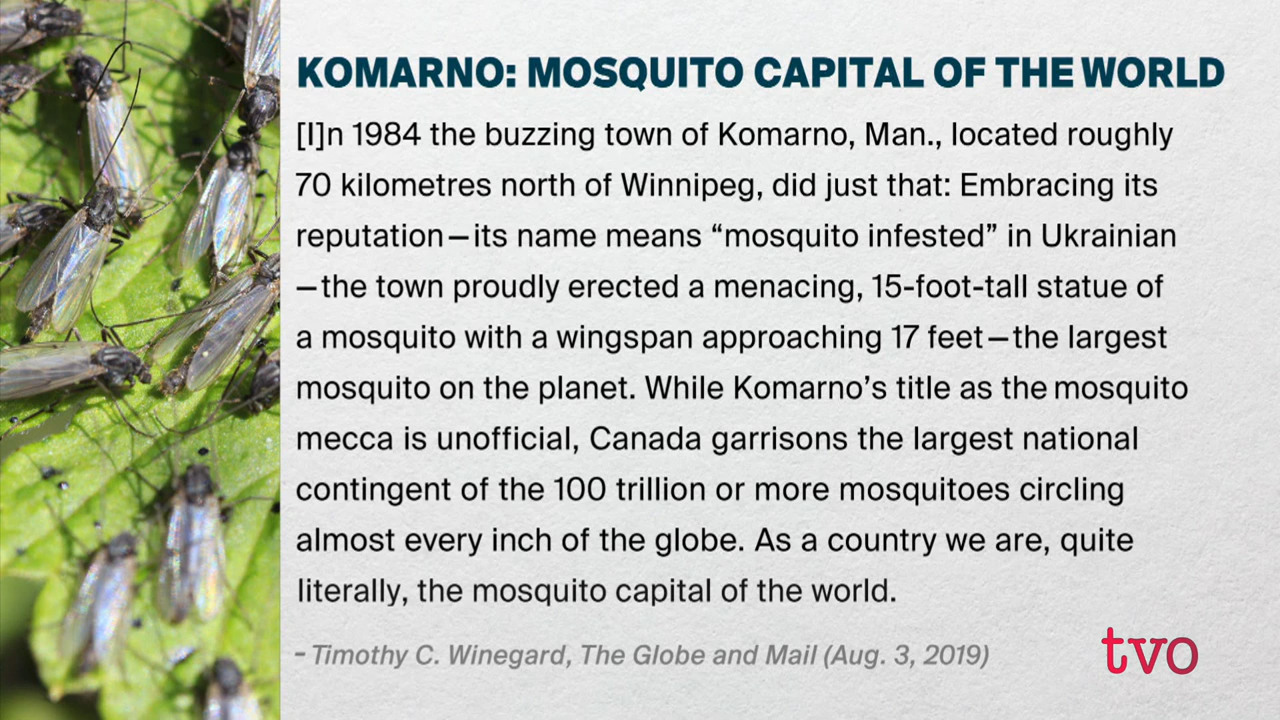 KOMARNO: MOSQUITO CAPITAL OF THE WORLD
[I]n 1984 the buzzing town of Komarno, Man., located roughly
70 kilometres north of Winnipeg, did just that: Embracing its
reputation—its name means “mosquito infested” in Ukrainian
—the town proudly erected a menacing, 15-foot-tall statue of
a mosquito with a wingspan approaching 17 feet—the largest
mosquito on the planet. While Komarno’s title as the mosquito
mecca is unofficial, Canada garrisons the largest national
contingent of the 100 trillion or more mosquitoes circling
almost every inch of the globe. As a country we are, quite
literally, the mosquito capital of the world.
– Timothy C. Winegard, The Globe and Mail (Aug. 3, 2019)
tvo